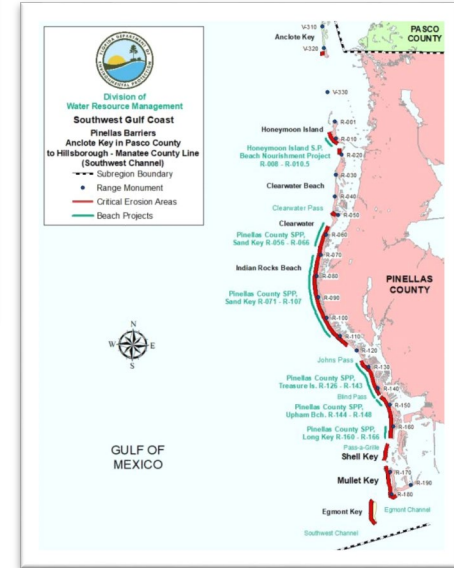 Division of
Water Resource Management
Southwest Gulf Coast
Pinellas Barriers
Anclote Key in Pasco County
to Hillsborough - Manatee County Line
(Southwest Channel)
Subregion Boundary
Range Monument
Critical Erosion Areas
Beach Projects
PASCO
COUNTY
V-310
Anclote Key
V-320
V-330
R-001
Honeymoon Island
R-010
Honeymoon Island S.P.
Beach Nourishment Project
R-008 - R-010.5
R-020
R-030
Clearwater Beach
R-040
Clearwater Pass
R-050
Clearwater
Pinellas County SPP,
Sand Key R-056 - R-066
R-060
R-070
Indian Rocks Beach
R-080
PINELLAS
COUNTY
Pinellas County SPP,
Sand Key R-071 - R-107
R-090
R-100
R-110
R-120
Johns Pass
R-130
Pinellas County SPP,
Treasure Is. R-126 - R-143
R-140
Blind Pass
R-150
Pinellas County SPP,
Upham Bch. R-144 - R-148
R-160
Pinellas County SPP,
Long Key R-160 - R-166
Pass-a-Grille
Shell Key
R-170
Mullet Key
R-190
R-180
Egmont Key
Egmont Channel
Southwest Channel
N
W
E
S
GULF OF
MEXICO